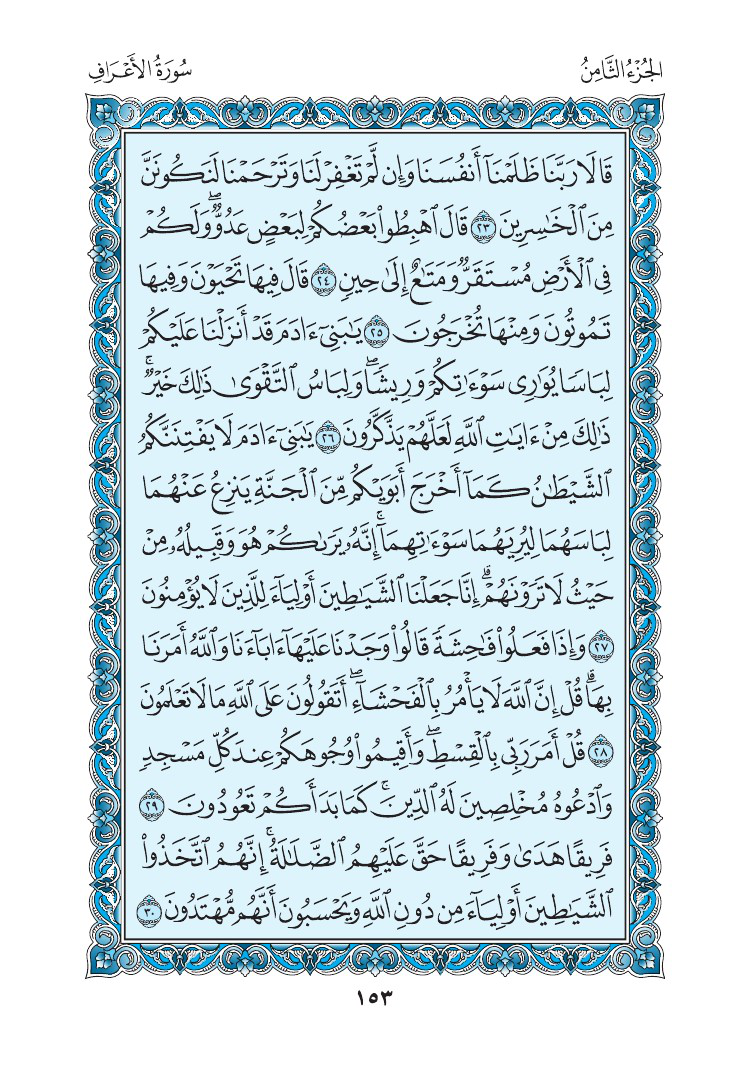 الجُزْءُ الثَّامِنُ
سُورَةُ الأَعْرَافِ
قَالَا رَبَّنَا ظَلَمْنَآ أَنفُسَنَا وَإِن لَّمْ تَغْفِرْ لَنَا وَتَرْحَمْنَا لَنَكُونَنَّ
مِنَ ٱلْخَٰسِرِينَ ٢٣ قَالَ ٱهْبِطُوا۟ بَعْضُكُمْ لِبَعْضٍ عَدُوٌّ ۖ وَلَكُمْ
فِى ٱلْأَرْضِ مُسْتَقَرٌّ وَمَتَٰعٌ إِلَىٰ حِينٍ ٢٤ قَالَ فِيهَا تَحْيَوْنَ وَفِيهَا
تَمُوتُونَ وَمِنْهَا تُخْرَجُونَ ٢٥ يَٰبَنِىٓ ءَادَمَ قَدْ أَنزَلْنَا عَلَيْكُمْ
لِبَاسًا يُوَٰرِى سَوْءَٰتِكُمْ وَرِيشًا ۖ وَلِبَاسُ ٱلتَّقْوَىٰ ذَٰلِكَ خَيْرٌ ۚ
ذَٰلِكَ مِنْ ءَايَٰتِ ٱللَّهِ لَعَلَّهُمْ يَذَّكَّرُونَ ٢٦ يَٰبَنِىٓ ءَادَمَ لَا يَفْتِنَنَّكُمُ
ٱلشَّيْطَٰنُ كَمَآ أَخْرَجَ أَبَوَيْكُم مِّنَ ٱلْجَنَّةِ يَنزِعُ عَنْهُمَا
لِبَاسَهُمَا لِيُرِيَهُمَا سَوْءَٰتِهِمَآ ۗ إِنَّهُۥ يَرَىٰكُمْ هُوَ وَقَبِيلُهُۥ مِنْ
حَيْثُ لَا تَرَوْنَهُمْ ۗ إِنَّا جَعَلْنَا ٱلشَّيَٰطِينَ أَوْلِيَآءَ لِلَّذِينَ لَا يُؤْمِنُونَ
٢٧ وَإِذَا فَعَلُوا۟ فَٰحِشَةً قَالُوا۟ وَجَدْنَا عَلَيْهَآ ءَابَآءَنَا وَٱللَّهُ أَمَرَنَا
بِهَا ۗ قُلْ إِنَّ ٱللَّهَ لَا يَأْمُرُ بِٱلْفَحْشَآءِ ۖ أَتَقُولُونَ عَلَى ٱللَّهِ مَا لَا تَعْلَمُونَ
٢٨ قُلْ أَمَرَ رَبِّى بِٱلْقِسْطِ ۖ وَأَقِيمُوا۟ وُجُوهَكُمْ عِندَ كُلِّ مَسْجِدٍ
وَٱدْعُوهُ مُخْلِصِينَ لَهُ ٱلدِّينَ ۚ كَمَا بَدَأَكُمْ تَعُودُونَ ٢٩
فَرِيقًا هَدَىٰ وَفَرِيقًا حَقَّ عَلَيْهِمُ ٱلضَّلَٰلَةُ ۗ إِنَّهُمُ ٱتَّخَذُوا۟
ٱلشَّيَٰطِينَ أَوْلِيَآءَ مِن دُونِ ٱللَّهِ وَيَحْسَبُونَ أَنَّهُم مُّهْتَدُونَ ٣٠
١٥٣